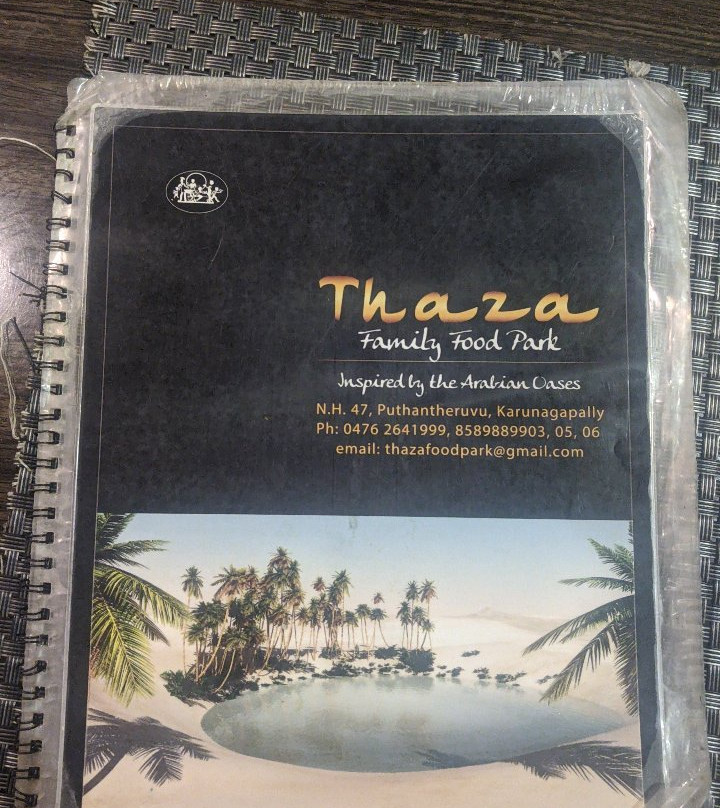 Thaza
Family Food Park
Inspired by the Arabian Oases
N.H. 47, Puthantheruvu, Karunagapally
Ph: 0476 2641999, 8589889903, 05, 06
email: thazafoodpark@gmail.com